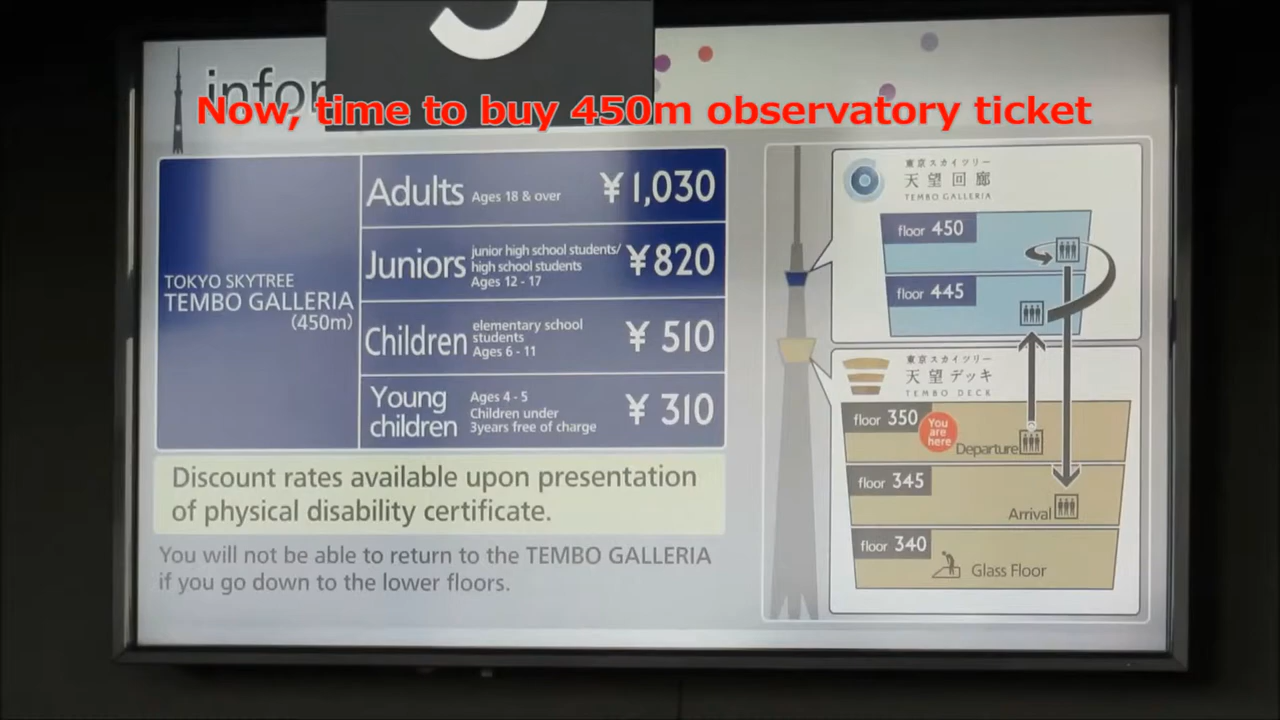 infor
Now, time to buy 450m observatory ticket
TOKYO SKYTREE
TEMBO GALLERIA
(450m)
Adults Ages 18 & over ¥1,030
Juniors junior high school students/
high school students
Ages 12 - 17 ¥820
Children elementary school
students
Ages 6 - 11 ¥ 510
Young
children
Ages 4 - 5
Children under
3years free of charge
¥ 310
Discount rates available upon presentation
of physical disability certificate.
You will not be able to return to the TEMBO GALLERIA
if you go down to the lower floors.
東京スカイツリー
天望回廊
TEMBO GALLERIA
floor 450
floor 445
東京スカイツリー
天望デッキ
TEMBO DECK
floor 350
You
are
here
Departure
floor 345
Arrival
floor 340
Glass Floor